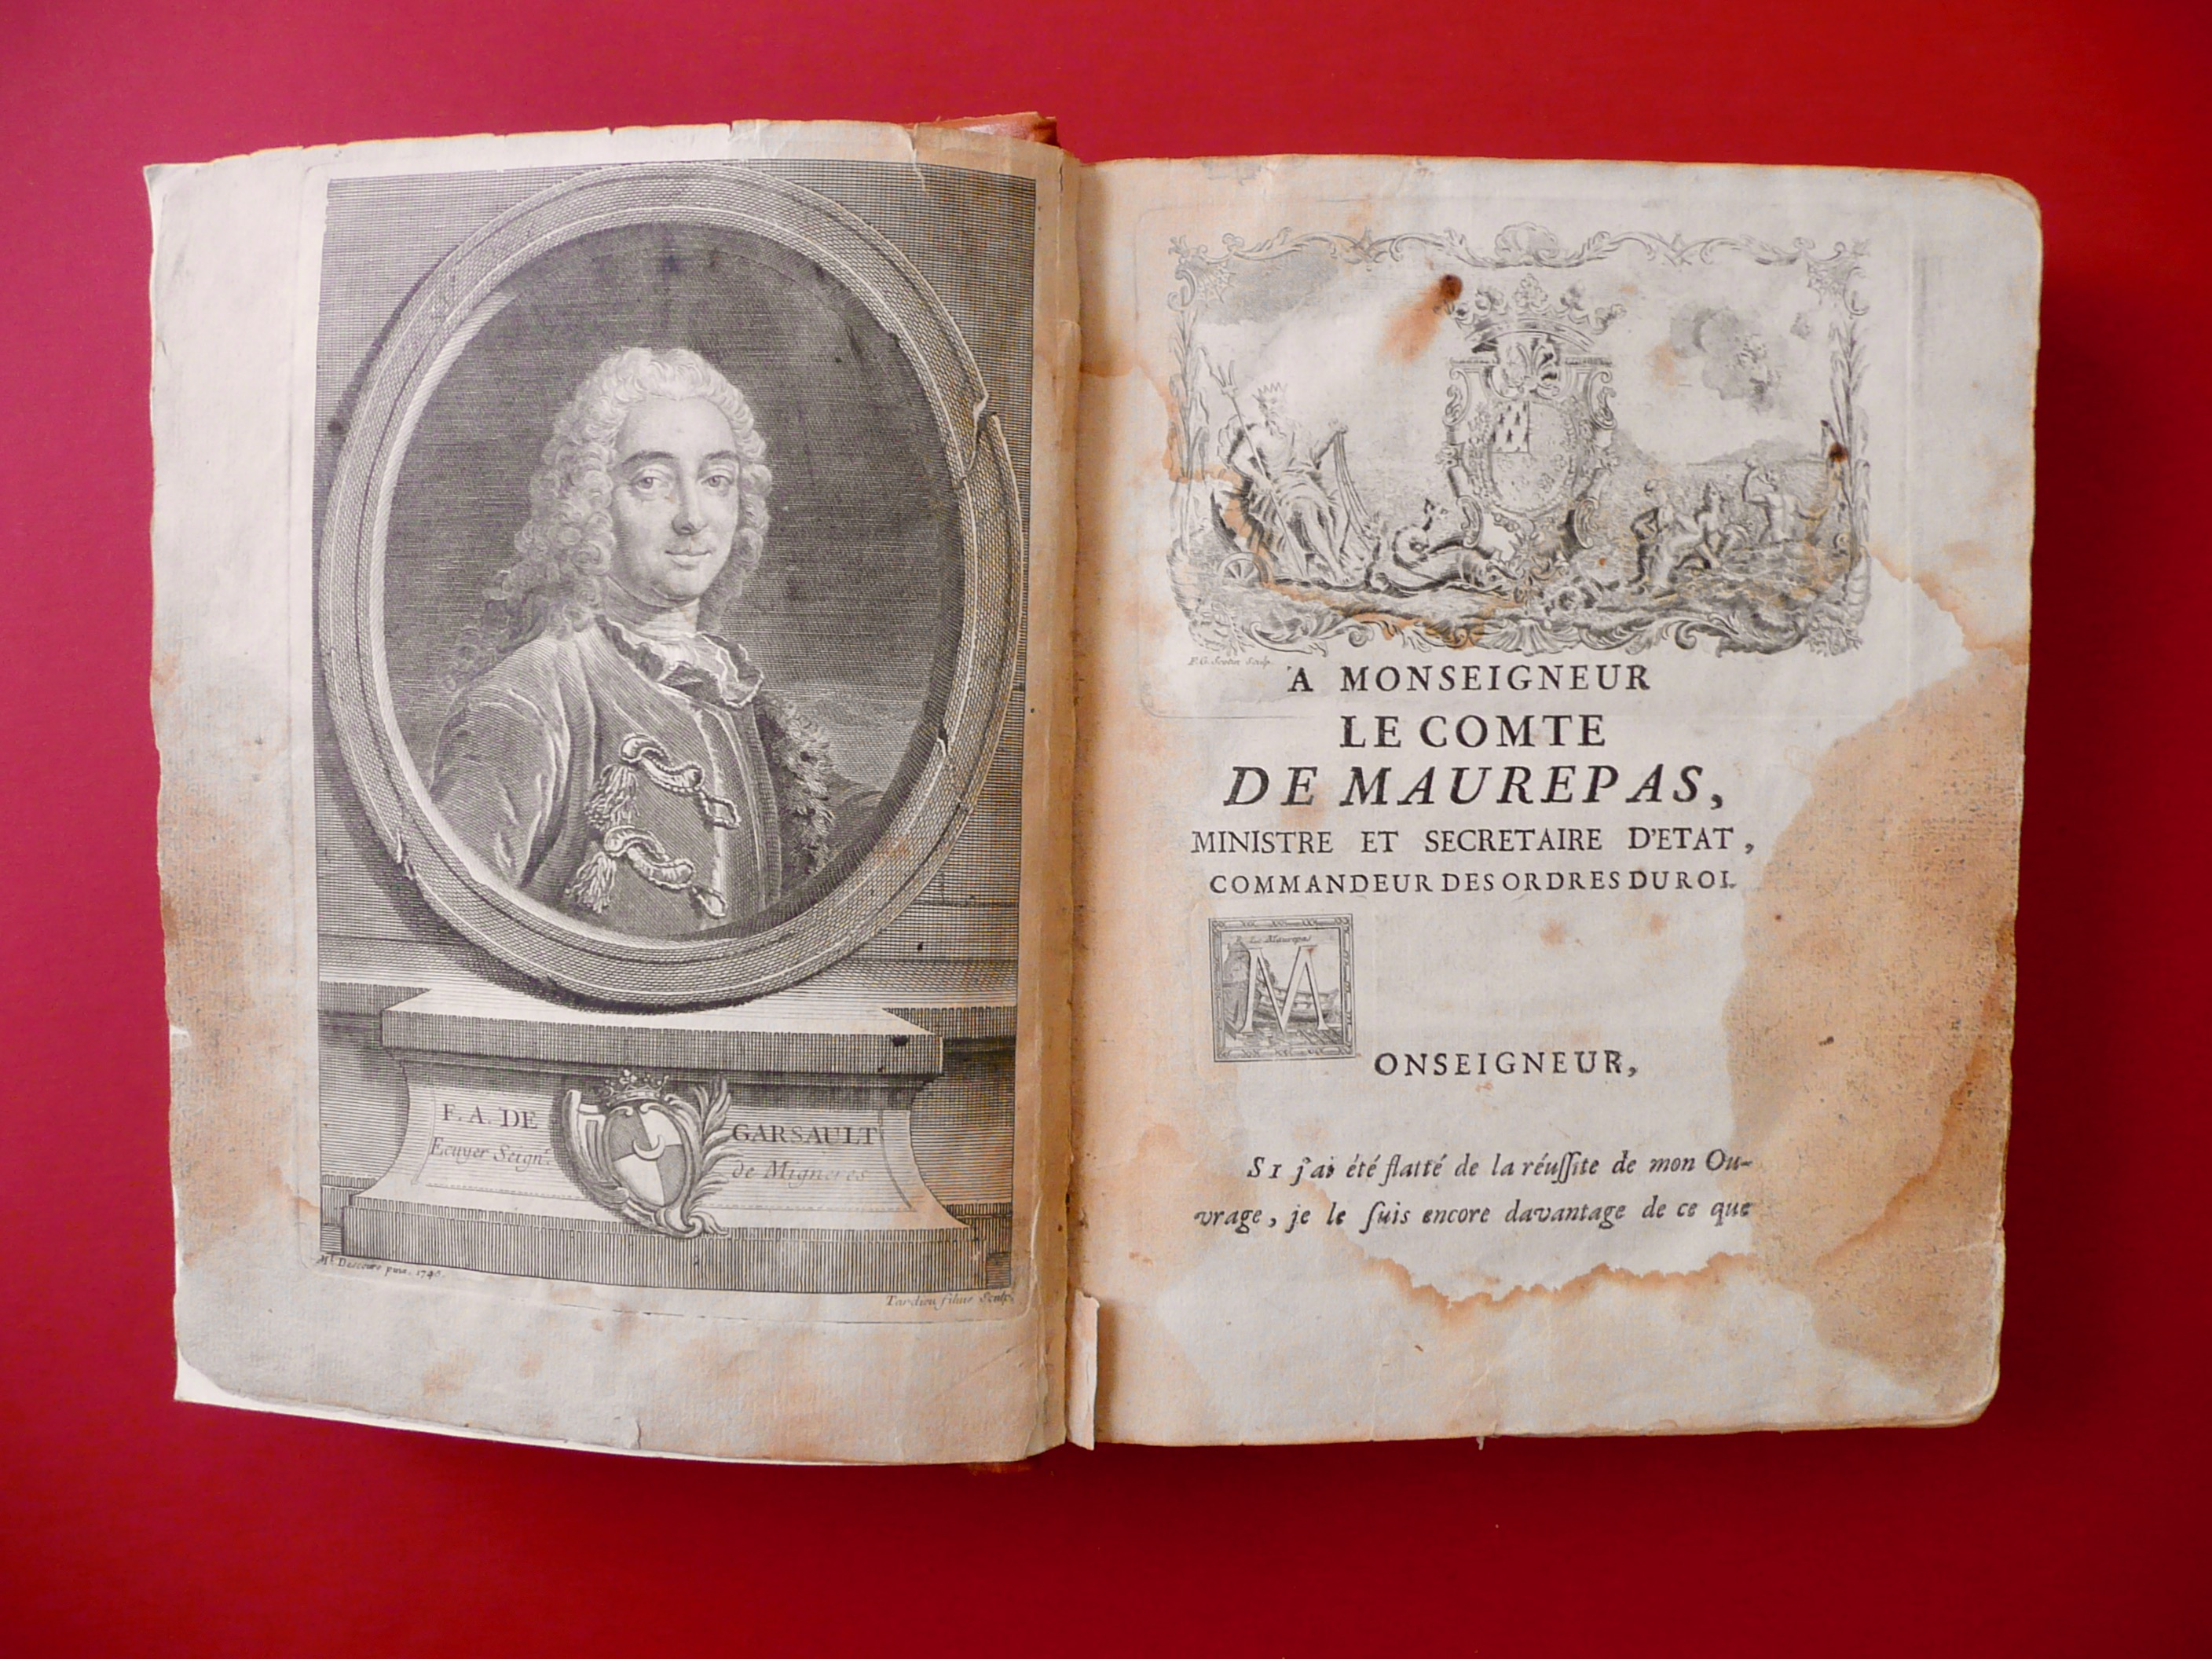 F. A. DE GARSAULT
Ecuyer Seign.r de Migneres
Tardieu filius Sculp.
A MONSEIGNEUR
LE COMTE
DE MAUREPAS,
MINISTRE ET SECRETAIRE D'ETAT,
COMMANDEUR DES ORDRES DU ROI.
M
ONSEIGNEUR,
SI j'ai été flatté de la réuſſite de mon Ou-
vrage, je le ſuis encore davantage de ce que